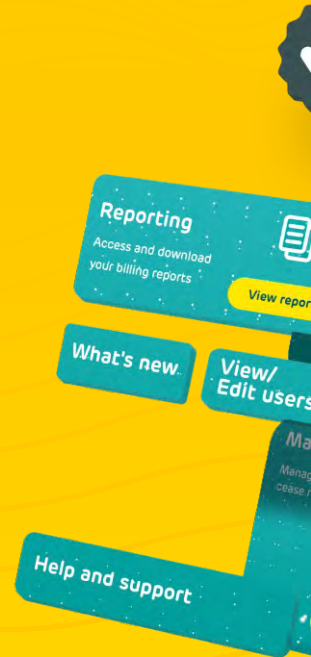 Reporting
Access and download
your billing reports
View repor
What's new
View/
Edit users
Ma
Manag
cease
Help and support